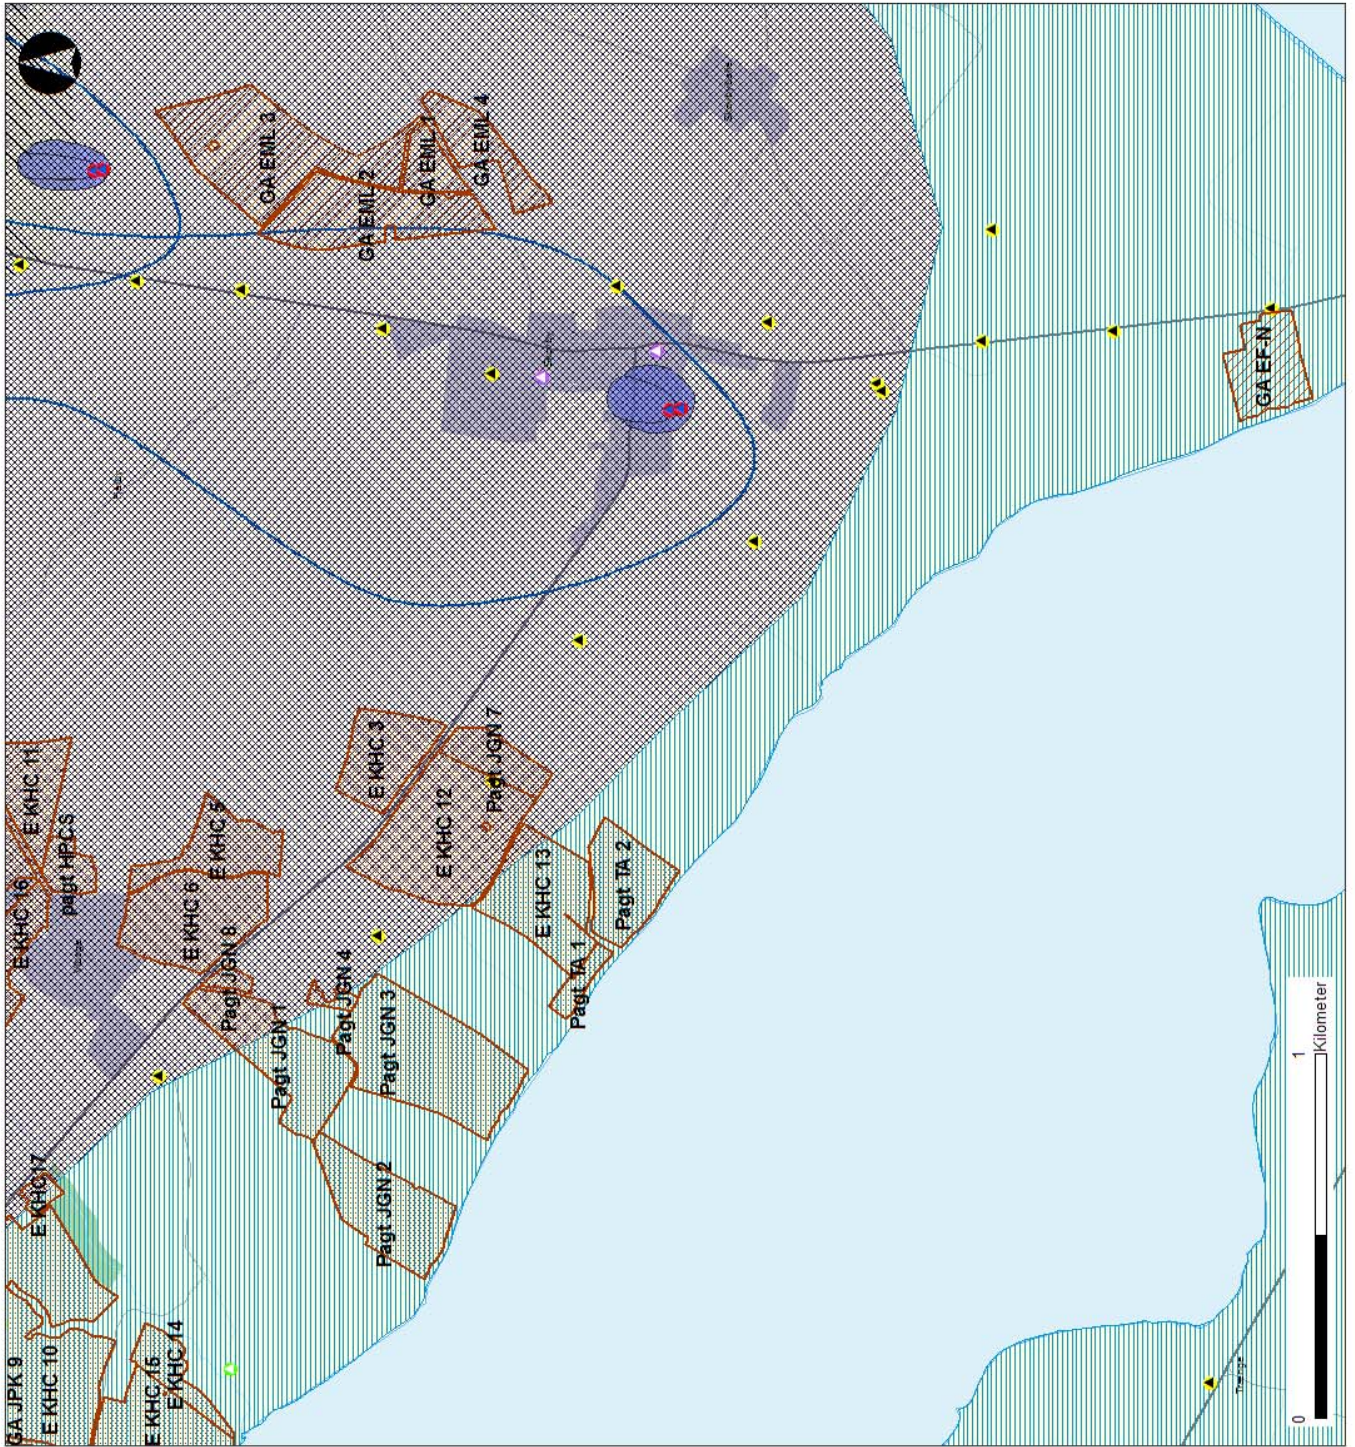 GA JPK 9
E KHC 10
E KHC 15
E KHC 14
E KHC17
E KHC 16
E KHC 11
pagt HPC S
E KHC 6
E KHC 5
Pagt JGN 8
Pagt JGN 1
Pagt JGN 4
Pagt JGN 3
Pagt JGN 2
E KHC 3
E KHC 12
Pagt JGN 7
E KHC 13
Pagt TA 1
Pagt TA 2
GA EML 3
GA EML 2
GA EML 1
GA EML 4
GA EF-N
0
1
Kilometer